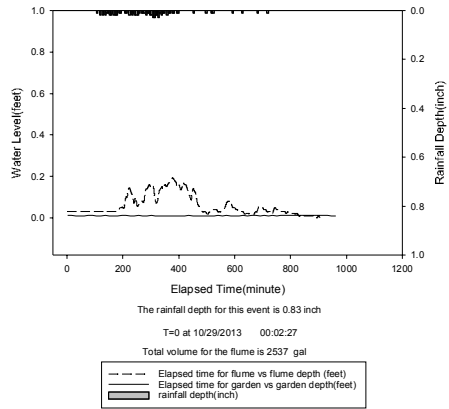 1.0
0.8
0.6
0.4
0.2
0.0
Water Level(feet)
0.0
0.2
0.4
0.6
0.8
1.0
Rainfall Depth(inch)
0
200
400
600
800
1000
1200
Elapsed Time(minute)
The rainfall depth for this event is 0.83 inch
T=0 at 10/29/2013 00:02:27
Total volume for the flume is 2537 gal
Elapsed time for flume vs flume depth (feet)
Elapsed time for garden vs garden depth(feet)
rainfall depth(inch)